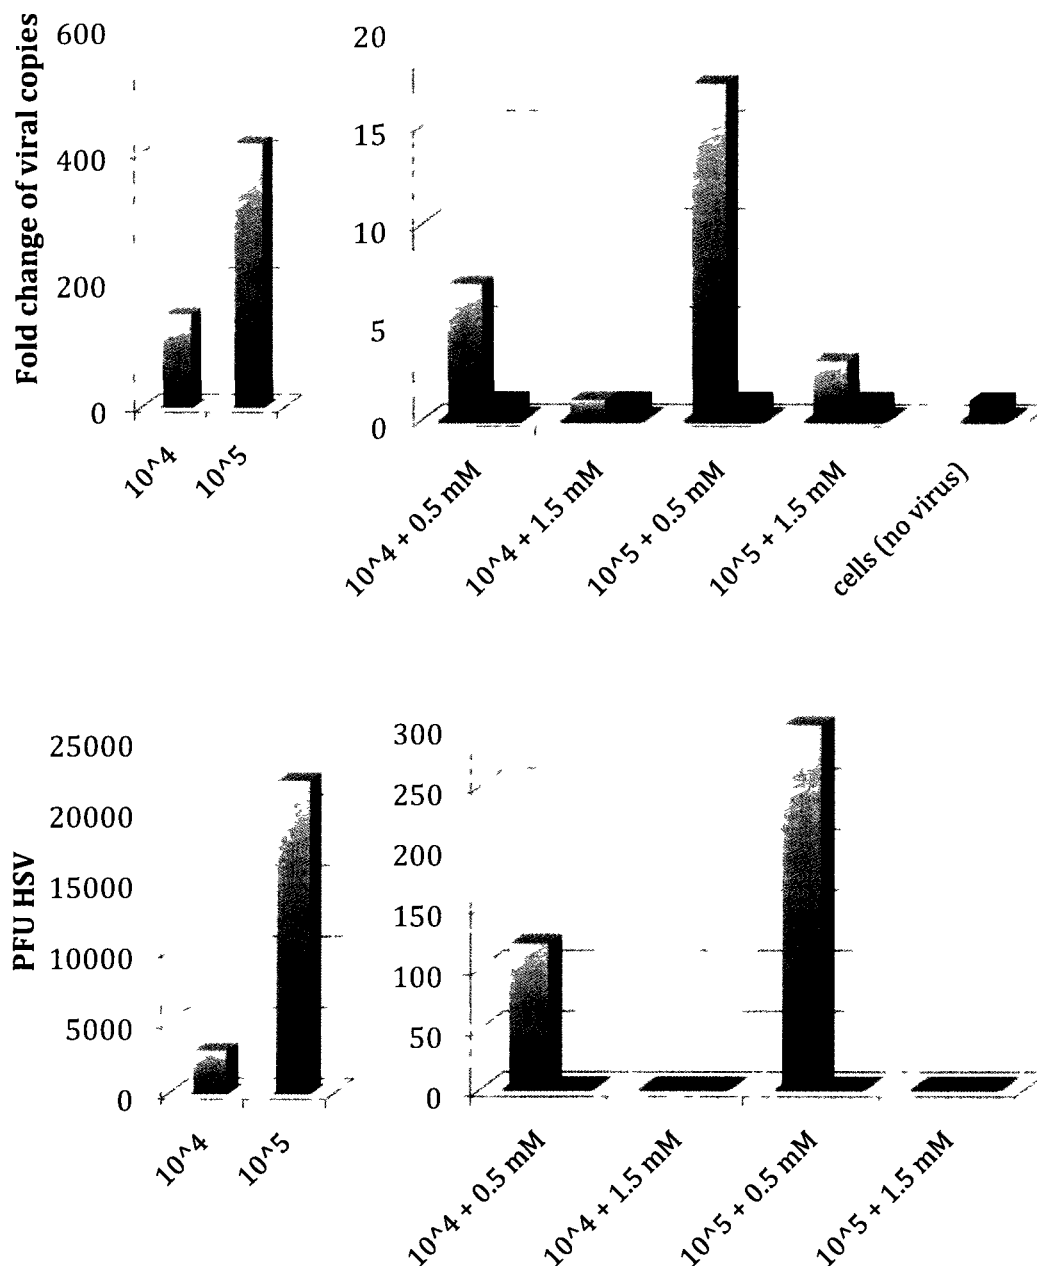 Fold change of viral copies
600
400
200
0
10^4
10^5
20
15
10
5
0
10^4 + 0.5 mM
10^4 + 1.5 mM
10^5 + 0.5 mM
10^5 + 1.5 mM
cells (no virus)
PFU HSV
25000
20000
15000
10000
5000
0
10^4
10^5
300
250
200
150
100
50
0
10^4 + 0.5 mM
10^4 + 1.5 mM
10^5 + 0.5 mM
10^5 + 1.5 mM